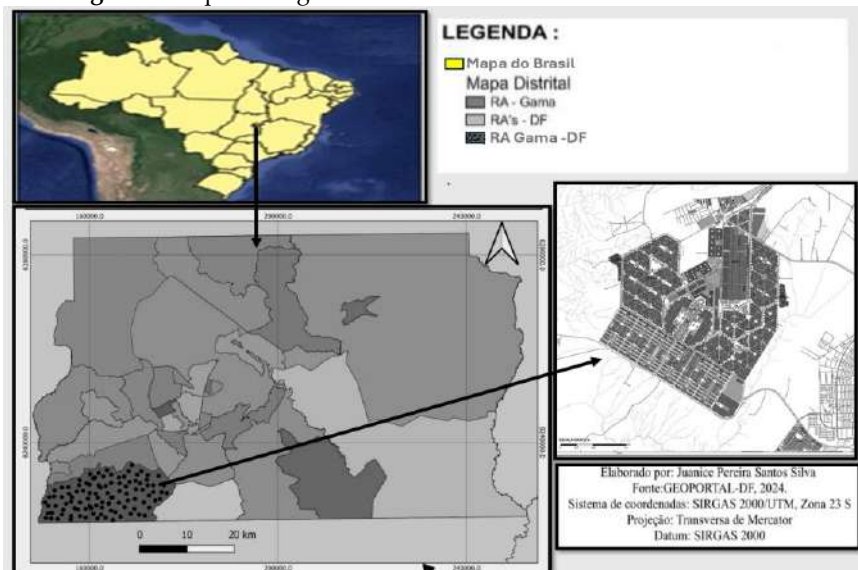 LEGENDA :
Mapa do Brasil
Mapa Distrital
RA - Gama
RA's - DF
RA Gama -DF
0 10 20 km
Elaborado por: Juanice Pereira Santos Silva
Fonte:GEOPORTAL-DF, 2024.
Sistema de coordenadas: SIRGAS 2000/UTM, Zona 23 S
Projeção: Transversa de Mercator
Datum: SIRGAS 2000